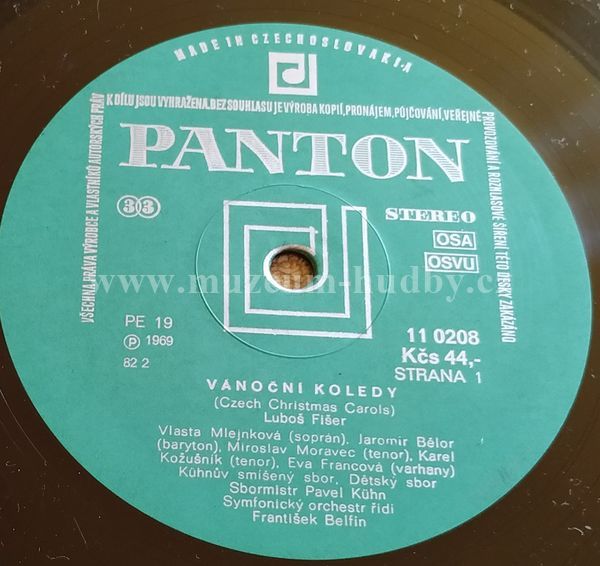 MADE IN CZECHOSLOVAKIA
VŠECHNA PRÁVA VÝROBCE A VLASTNÍKŮ AUTORSKÝCH PRÁV
K DÍLU JSOU VYHRAŽENA. BEZ SOUHLASU JE VÝROBA KOPIÍ, PRONÁJEM, PŮJČOVÁNÍ, VEŘEJNÉ
PROVOZOVÁNÍ A ROZHLASOVÉ ŠÍŘENÍ TÉTO DESKY ZAKÁZÁNO
PANTON
33
STEREO
OSA
OSVU
www.muzeum-hudby.c
PE 19
Ⓟ 1969
82 2
11 0208
Kčs 44,-
STRANA 1
VÁNOČNÍ KOLEDY
(Czech Christmas Carols)
Luboš Fišer
Vlasta Mlejnková (soprán), Jaromír Bělor
(baryton), Miroslav Moravec (tenor), Karel
Kožušník (tenor), Eva Francová (varhany)
Kühnův smíšený sbor, Dětský sbor
Sbormistr Pavel Kühn
Symfonický orchestr řídí
František Belfín